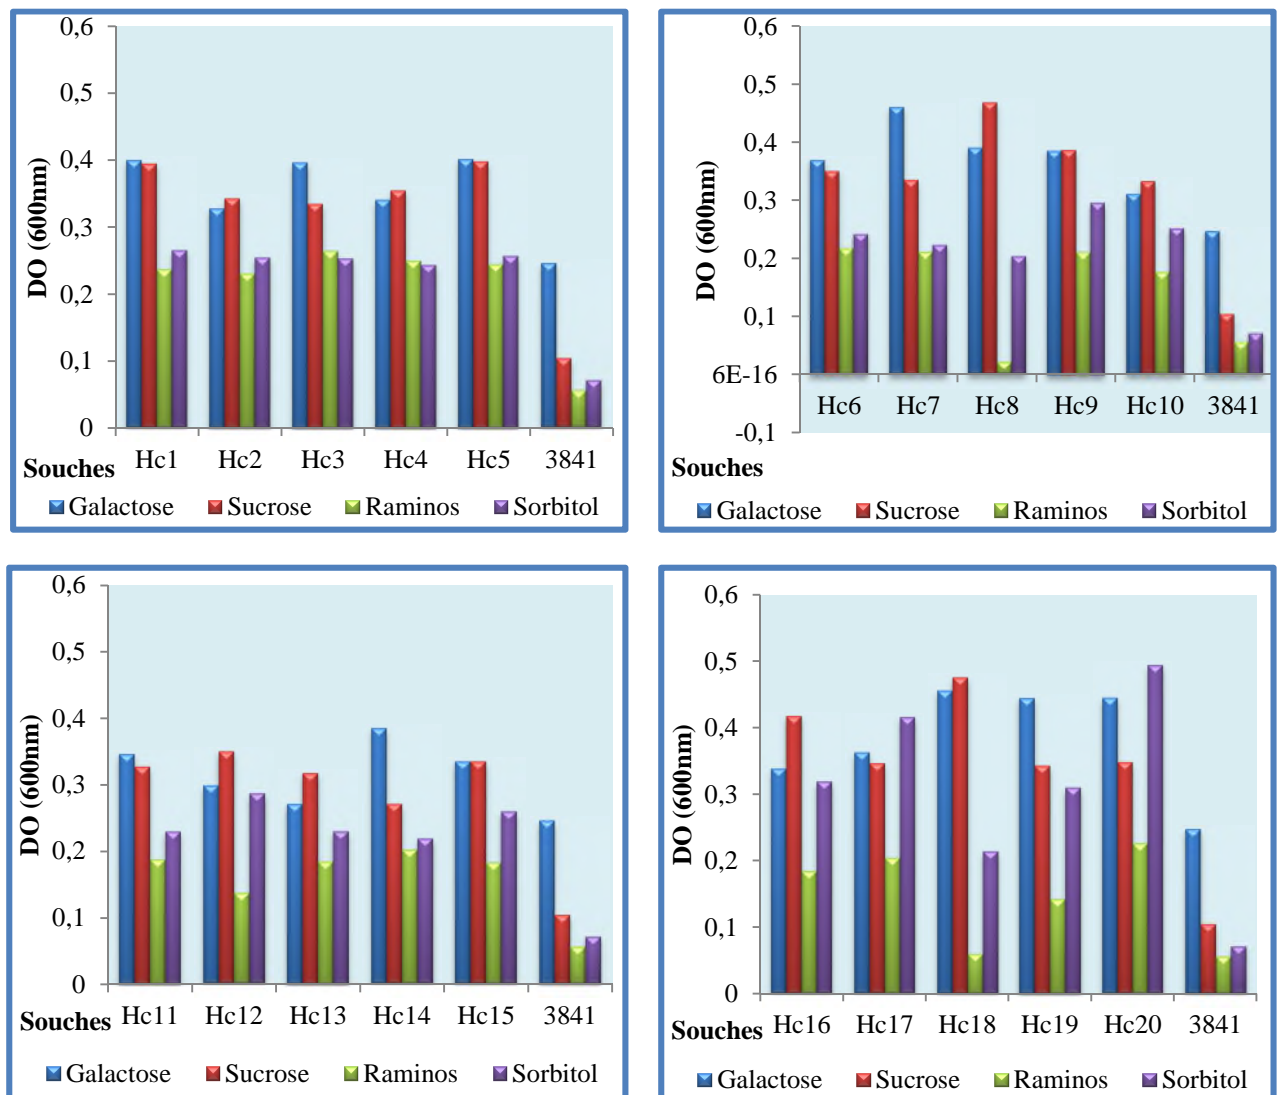 0,6
0,5
0,4
0,3
0,2
0,1
0
DO (600nm)
Souches Hc1 Hc2 Hc3 Hc4 Hc5 3841
Galactose Sucrose Raminos Sorbitol
0,6
0,5
0,4
0,3
0,2
0,1
6E-16
-0,1
DO (600nm)
Hc6 Hc7 Hc8 Hc9 Hc10 3841
Souches
Galactose Sucrose Raminos Sorbitol
0,6
0,5
0,4
0,3
0,2
0,1
0
DO (600nm)
Souches Hc11 Hc12 Hc13 Hc14 Hc15 3841
Galactose Sucrose Raminos Sorbitol
0,6
0,5
0,4
0,3
0,2
0,1
0
DO (600nm)
Souches Hc16 Hc17 Hc18 Hc19 Hc20 3841
Galactose Sucrose Raminos Sorbitol